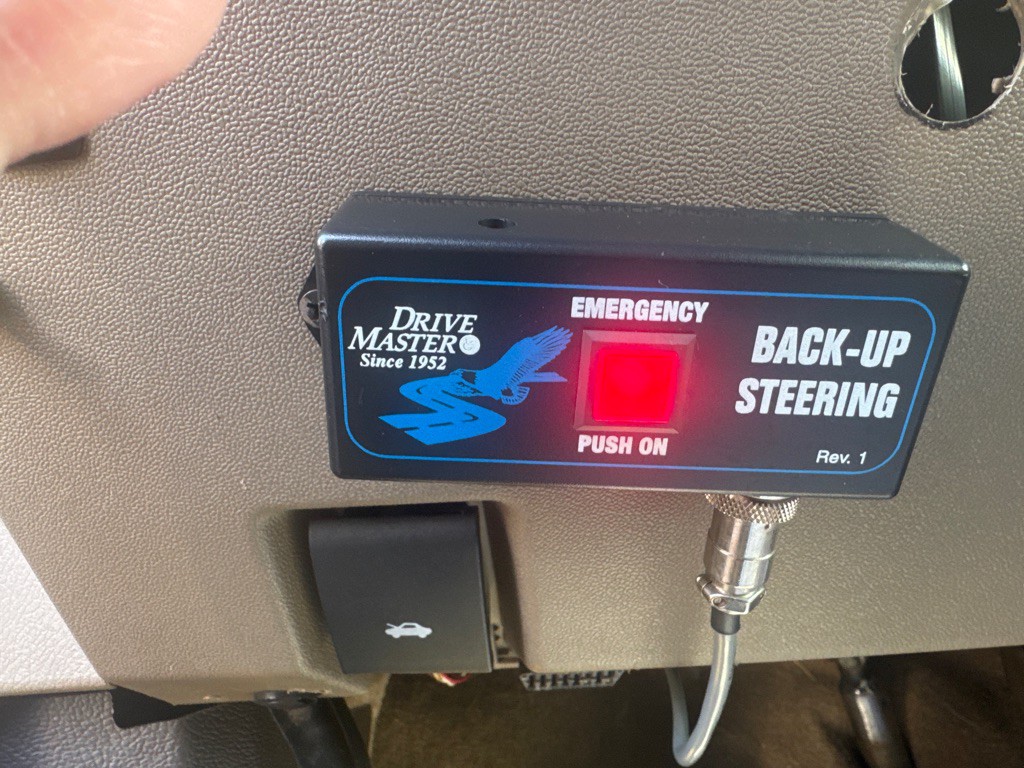 DRIVE
MASTER
Since 1952
EMERGENCY
PUSH ON
BACK-UP
STEERING
Rev. 1